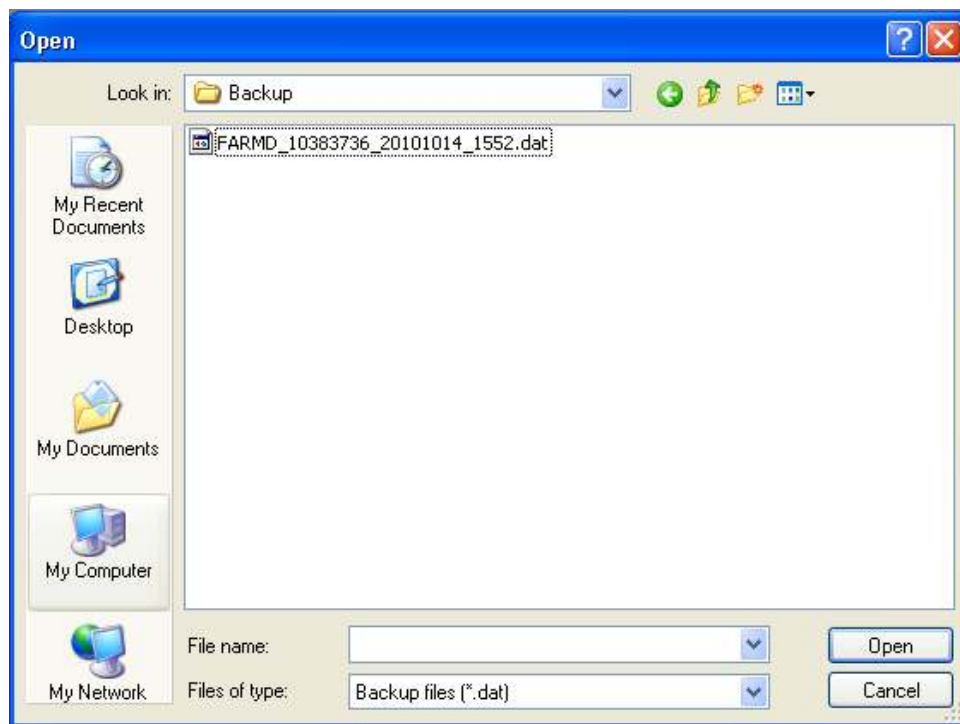 Open
Look in:
Backup
FARMD_10383736_20101014_1552.dat
My Recent
Documents
Desktop
My Documents
My Computer
My Network
File name:
Open
Files of type:
Backup files (*.dat)
Cancel